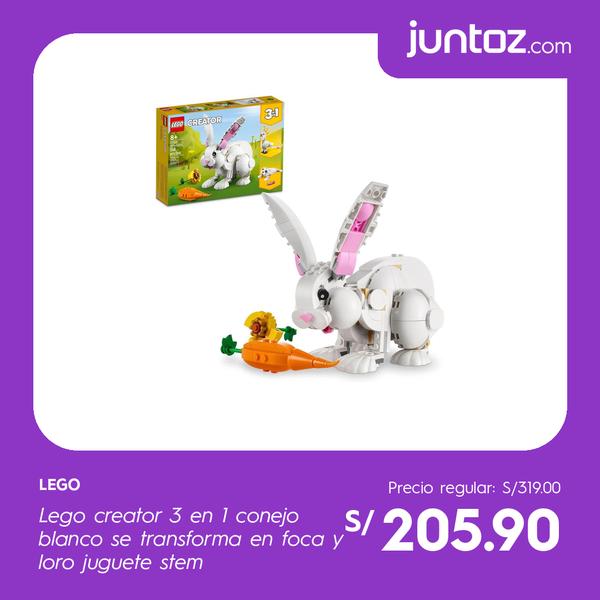 juntoz.com
LEGO CREATOR
3in1
8+
LEGO
Lego creator 3 en 1 conejo
blanco se transforma en foca y
loro juguete stem
Precio regular: S/319.00
S/205.90